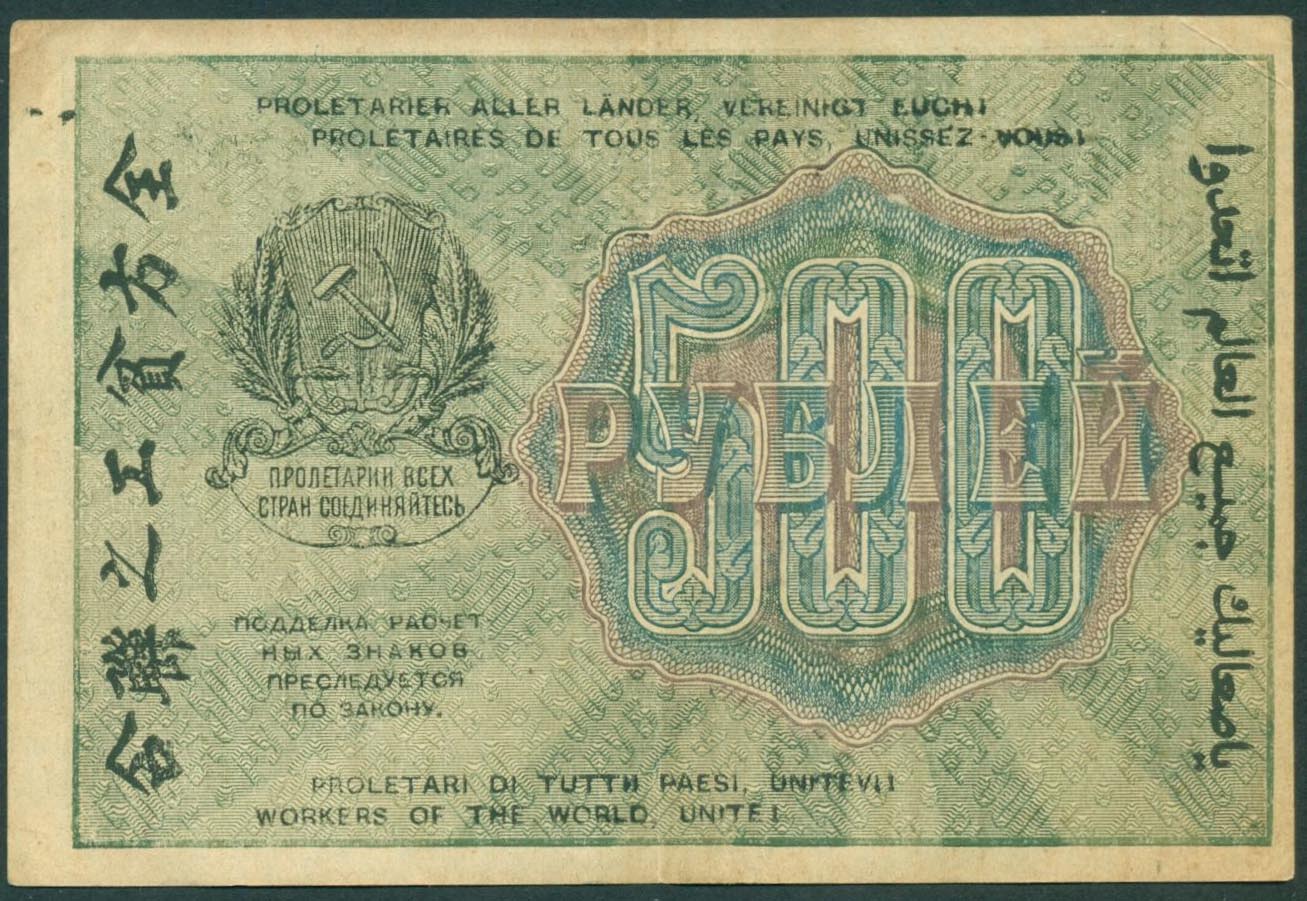 PROLETARIER ALLER LÄNDER, VEREINIGT EUCH!
PROLETAIRES DE TOUS LES PAYS, UNISSEZ-VOUS!
全方貧工之聯合
ПРОЛЕТАРИИ ВСЕХ
СТРАН СОЕДИНЯЙТЕСЬ
500
РУБЛЕЙ
ياصعاليك جميع العالم اتحدوا
ПОДДЕЛКА РАСЧЕТ
НЫХ ЗНАКОВ
ПРЕСЛЕДУЕТСЯ
ПО ЗАКОНУ.
PROLETARI DI TUTTI I PAESI, UNITEVI!
WORKERS OF THE WORLD, UNITE!